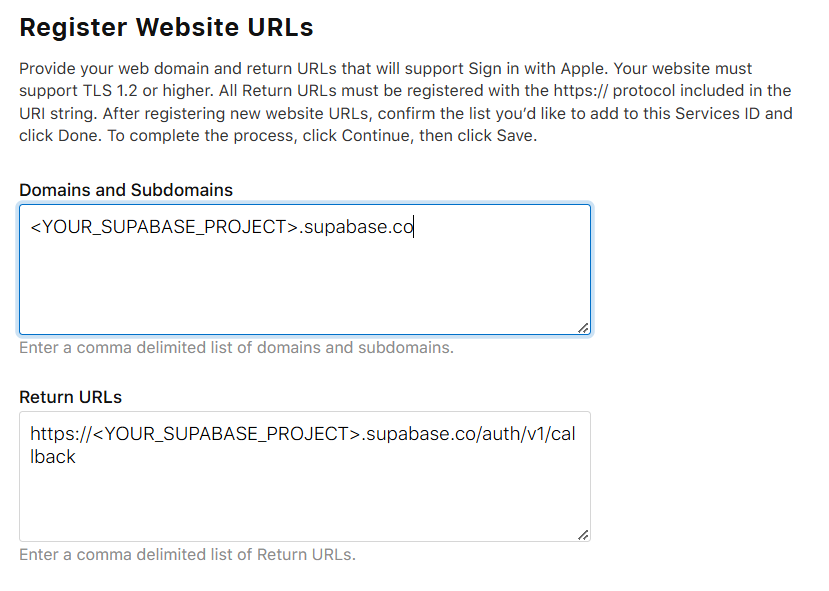 Register Website URLs
Provide your web domain and return URLs that will support Sign in with Apple. Your website must
support TLS 1.2 or higher. All Return URLs must be registered with the https:// protocol included in the
URI string. After registering new website URLs, confirm the list you’d like to add to this Services ID and
click Done. To complete the process, click Continue, then click Save.
Domains and Subdomains
<YOUR_SUPABASE_PROJECT>.supabase.co
Enter a comma delimited list of domains and subdomains.
Return URLs
https://<YOUR_SUPABASE_PROJECT>.supabase.co/auth/v1/cal
lback
Enter a comma delimited list of Return URLs.